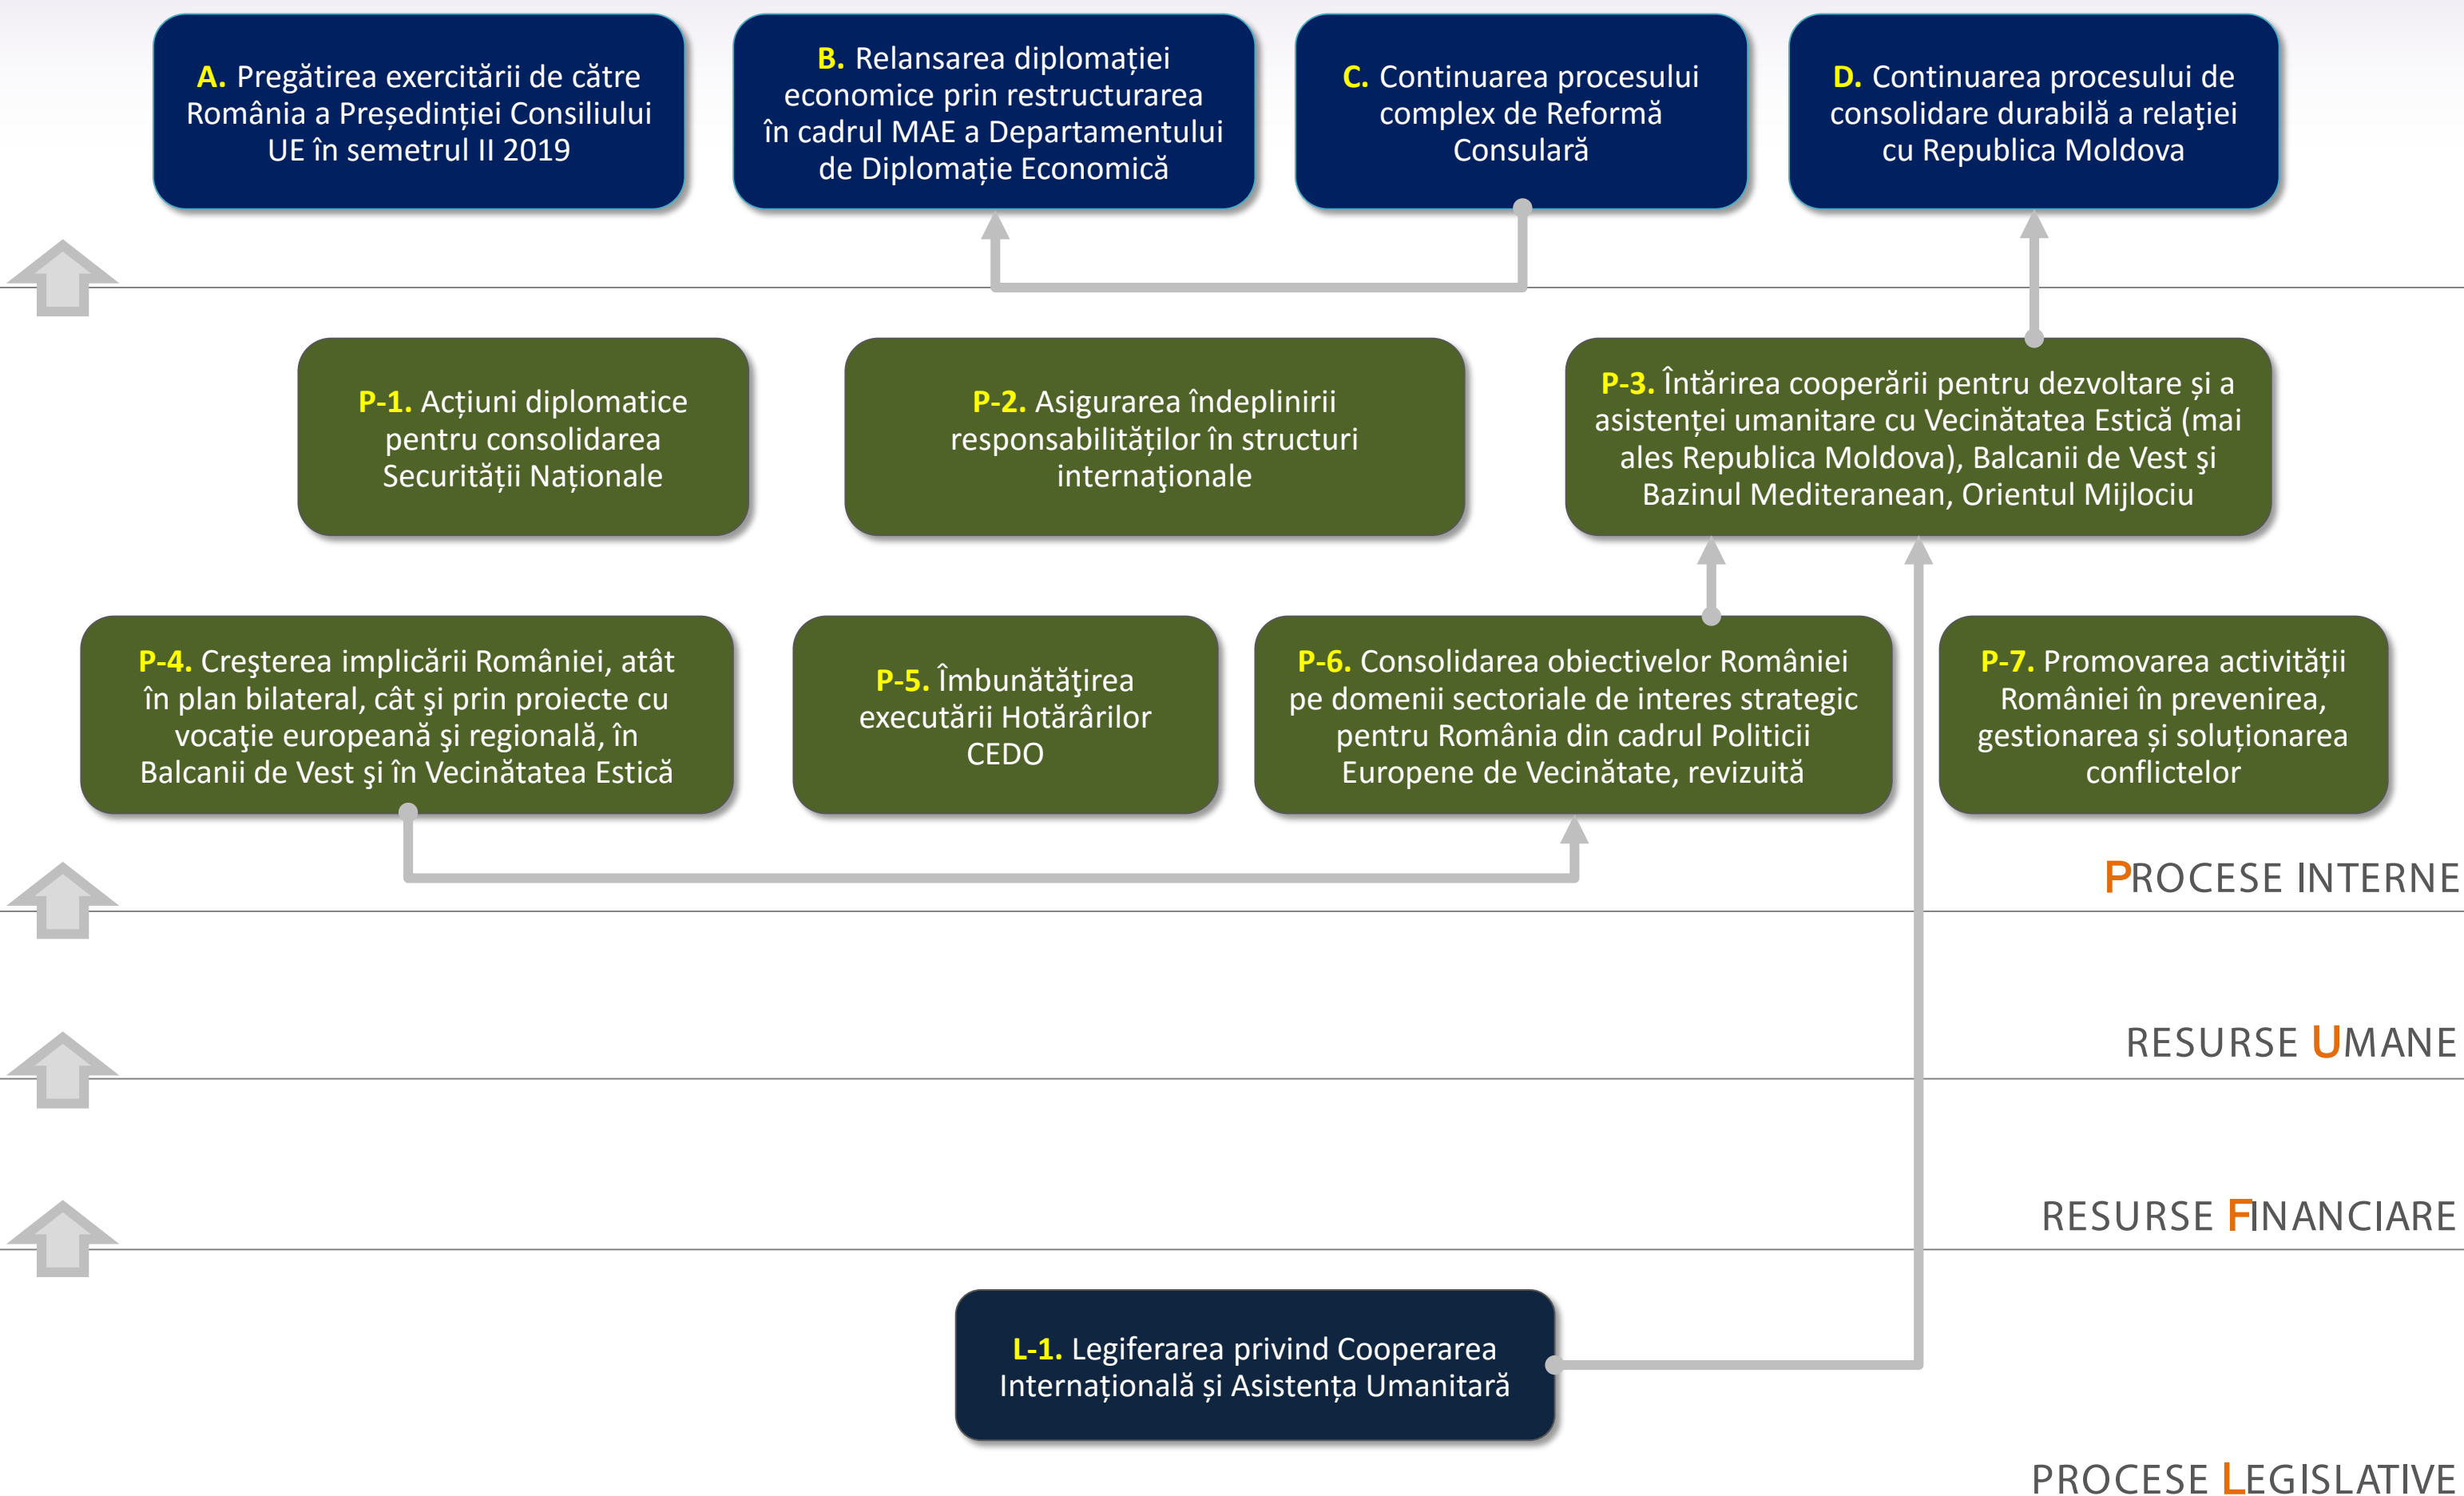 A. Pregătirea exercitării de către
România a Președinției Consiliului
UE în semetrul II 2019
B. Relansarea diplomației
economice prin restructurarea
în cadrul MAE a Departamentului
de Diplomație Economică
C. Continuarea procesului
complex de Reformă
Consulară
D. Continuarea procesului de
consolidare durabilă a relaţiei
cu Republica Moldova
P-1. Acțiuni diplomatice
pentru consolidarea
Securității Naționale
P-2. Asigurarea îndeplinirii
responsabilităților în structuri
internaţionale
P-3. Întărirea cooperării pentru dezvoltare și a
asistenței umanitare cu Vecinătatea Estică (mai
ales Republica Moldova), Balcanii de Vest şi
Bazinul Mediteranean, Orientul Mijlociu
P-4. Creşterea implicării României, atât
în plan bilateral, cât şi prin proiecte cu
vocaţie europeană şi regională, în
Balcanii de Vest şi în Vecinătatea Estică
P-5. Îmbunătăţirea
executării Hotărârilor
CEDO
P-6. Consolidarea obiectivelor României
pe domenii sectoriale de interes strategic
pentru România din cadrul Politicii
Europene de Vecinătate, revizuită
P-7. Promovarea activității
României în prevenirea,
gestionarea și soluționarea
conflictelor
PROCESE INTERNE
RESURSE UMANE
RESURSE FINANCIARE
L-1. Legiferarea privind Cooperarea
Internațională și Asistența Umanitară
PROCESE LEGISLATIVE